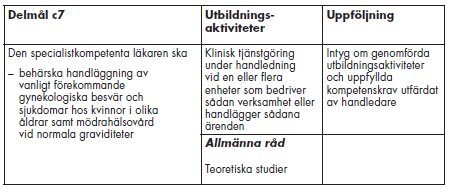 Delmål c7
Den specialistkompetenta läkaren ska
– behärska handläggning av
vanligt förekommande
gynekologiska besvär och
sjukdomar hos kvinnor i olika
åldrar samt mödrahälsovård
vid normala graviditeter
Utbildnings-
aktiviteter
Klinisk tjänstgöring
under handledning
vid en eller flera
enheter som bedriver
sådan verksamhet eller
handlägger sådana
ärenden
Allmänna råd
Teoretiska studier
Uppföljning
Intyg om genomförda
utbildningsaktiviteter
och uppfyllda
kompetenskrav utfärdat
av handledare